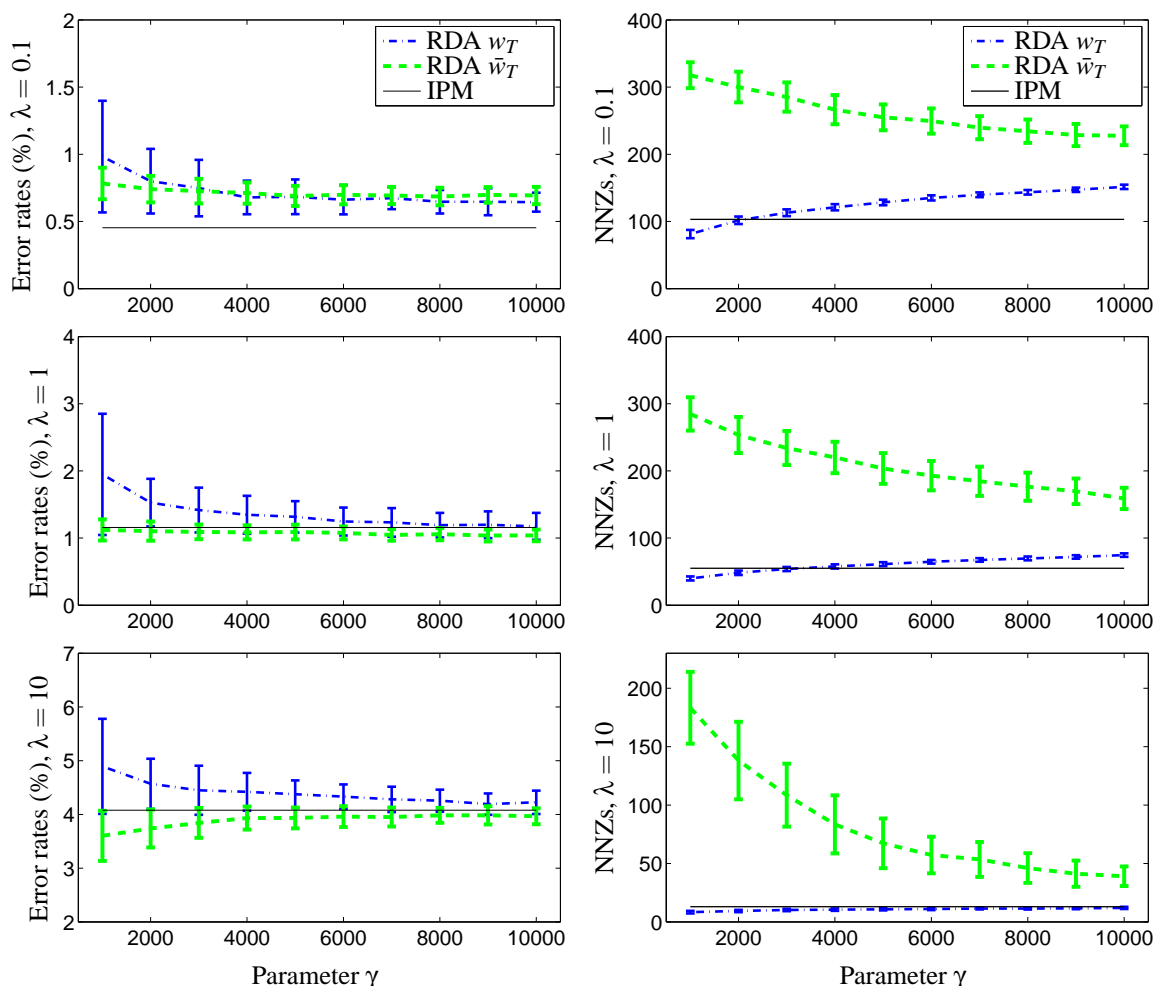 Error rates (%), λ = 0.1
2
1.5
1
0.5
0
2000 4000 6000 8000 10000
RDA w_T
RDA w̄_T
IPM
NNZs, λ = 0.1
400
300
200
100
0
2000 4000 6000 8000 10000
RDA w_T
RDA w̄_T
IPM
Error rates (%), λ = 1
4
3
2
1
0
2000 4000 6000 8000 10000
NNZs, λ = 1
400
300
200
100
0
2000 4000 6000 8000 10000
Error rates (%), λ = 10
7
6
5
4
3
2
2000 4000 6000 8000 10000
Parameter γ
NNZs, λ = 10
200
150
100
50
0
2000 4000 6000 8000 10000
Parameter γ